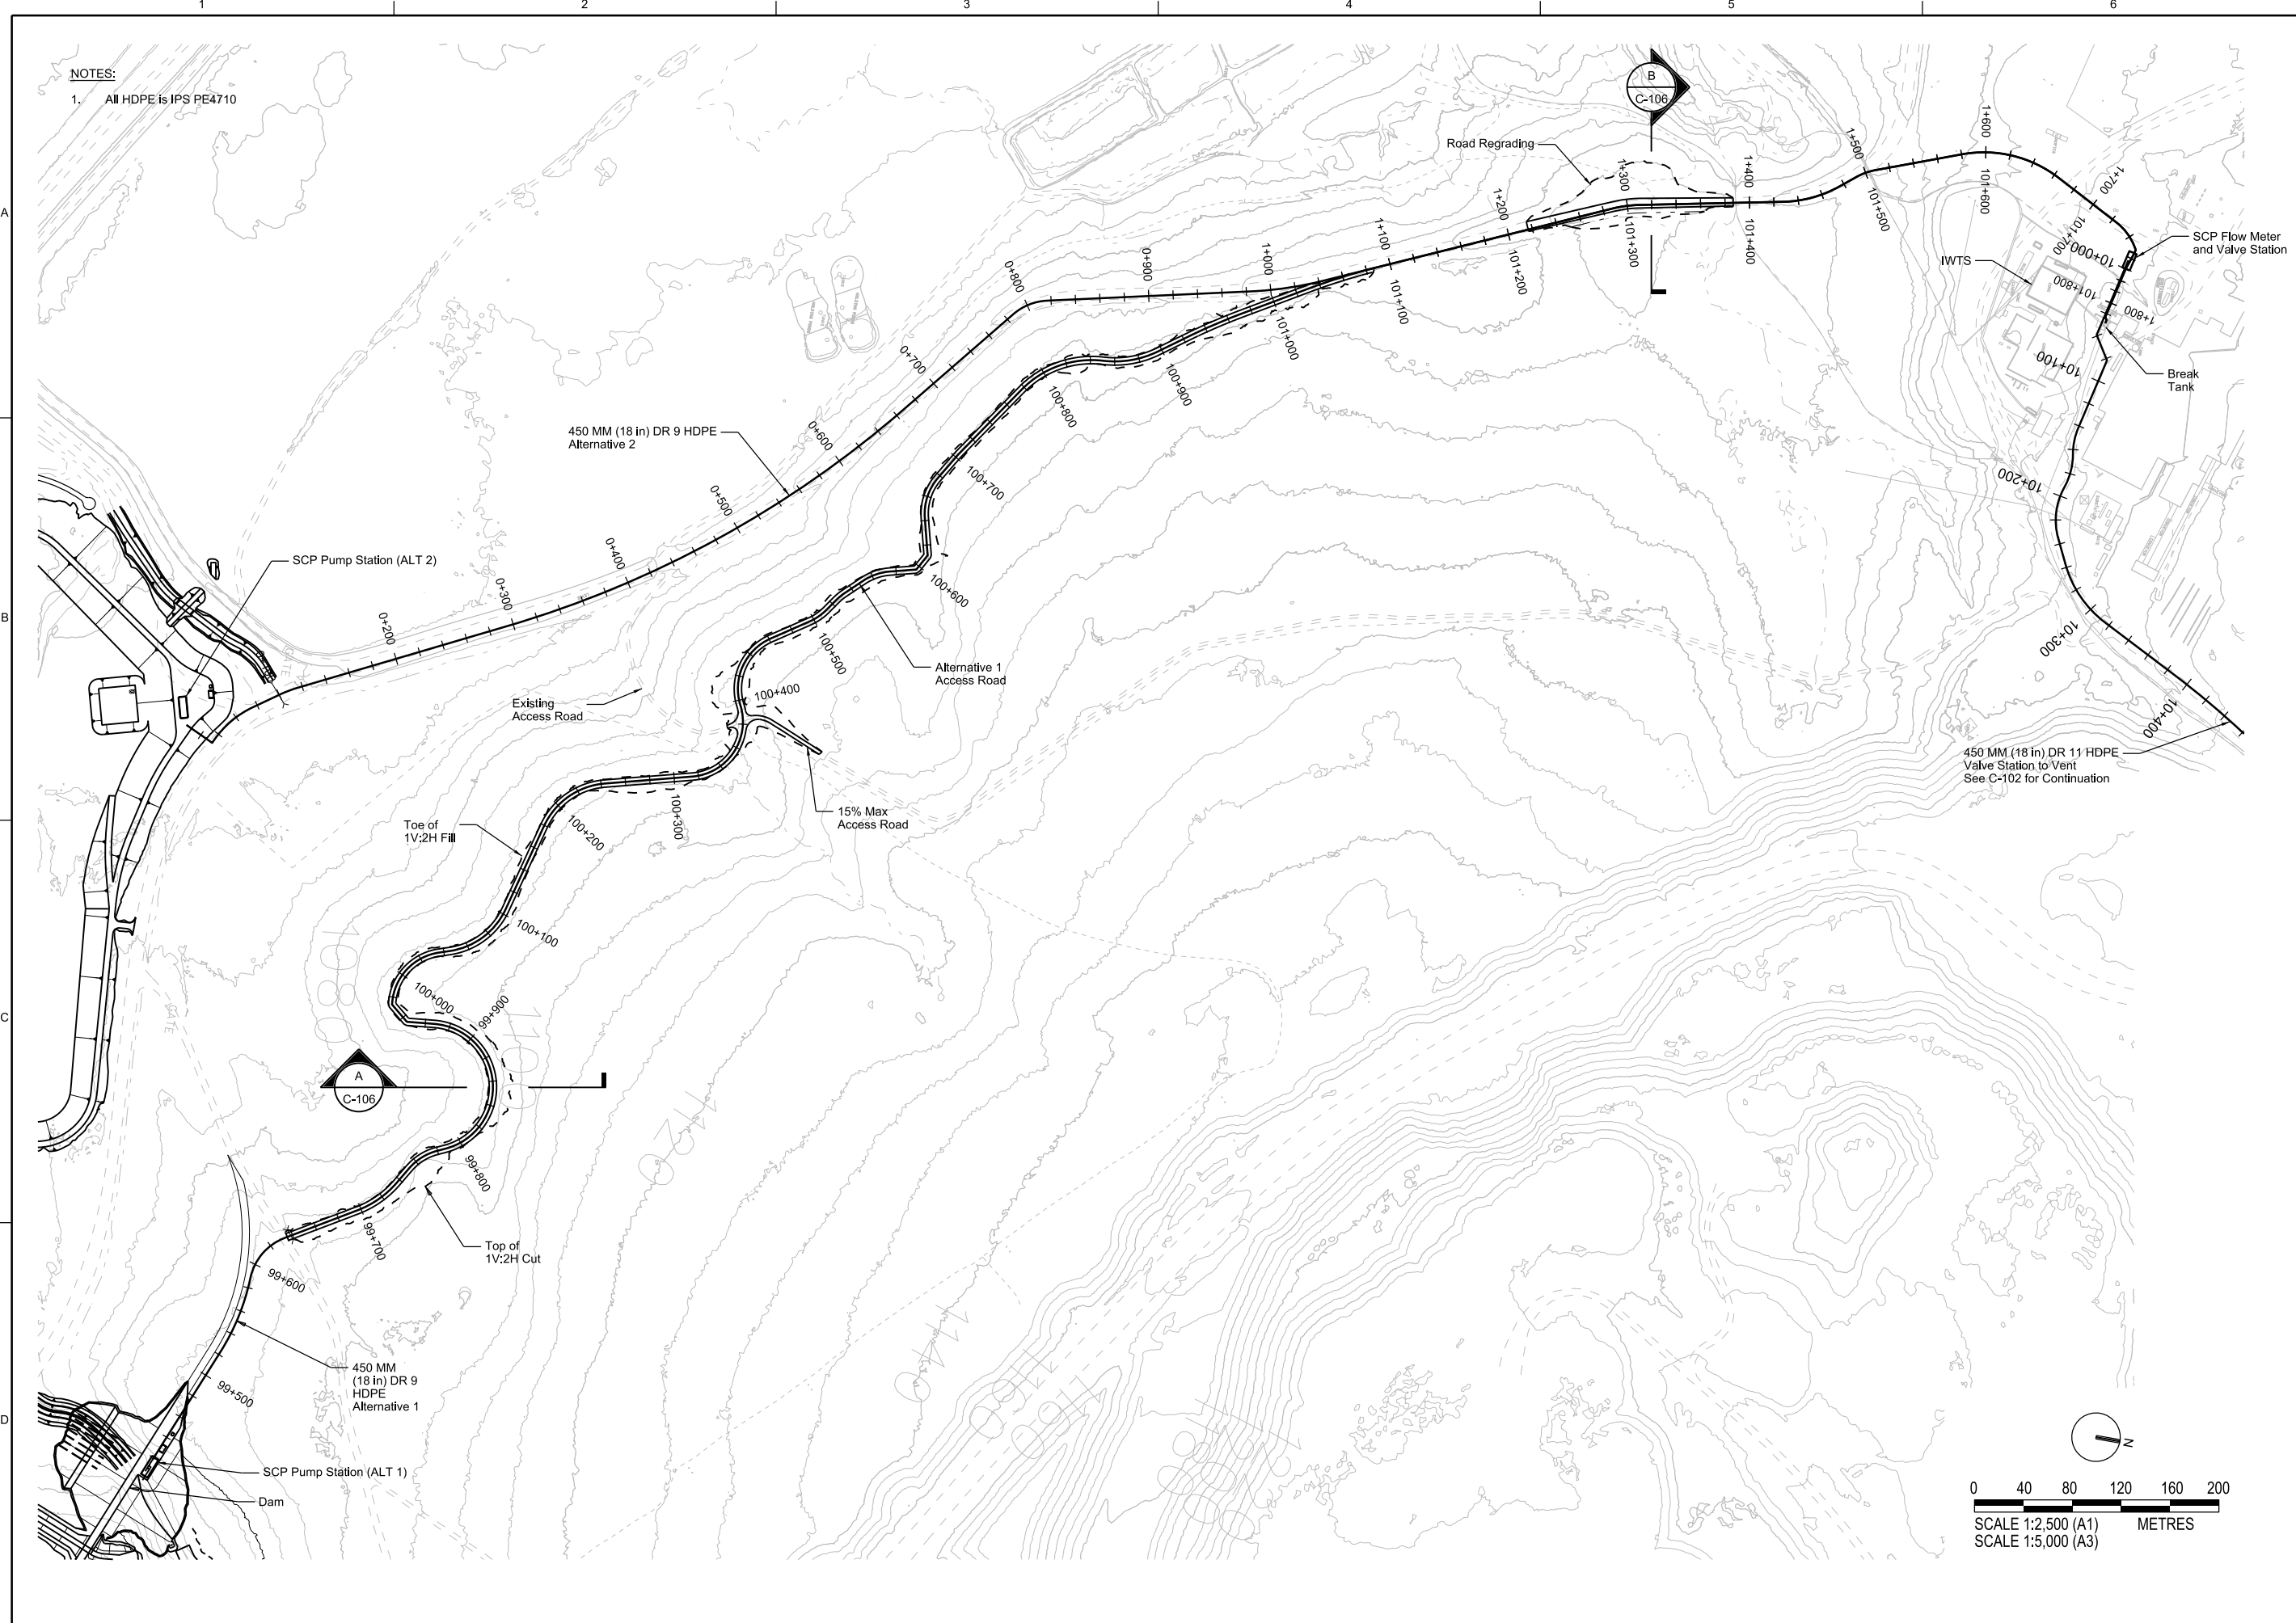 1
2
3
4
5
6
NOTES:
1. All HDPE is IPS PE4710
B
C-106
Road Regrading
1+600
1+500
1+400
1+300
1+200
1+100
1+000
0+900
0+800
0+700
0+600
0+500
0+400
0+300
0+200
1+700
1+800
101+800
101+700
101+600
101+500
101+400
101+300
101+200
101+100
101+000
100+900
100+800
100+700
100+600
100+500
100+400
100+300
100+200
100+100
100+000
99+900
99+800
99+700
99+600
99+500
10+000
10+100
10+200
10+300
10+400
A
B
C
D
SCP Flow Meter
and Valve Station
IWTS
Break
Tank
450 MM (18 in) DR 9 HDPE
Alternative 2
SCP Pump Station (ALT 2)
Alternative 1
Access Road
Existing
Access Road
15% Max
Access Road
450 MM (18 in) DR 11 HDPE
Valve Station to Vent
See C-102 for Continuation
Toe of
1V:2H Fill
GATE
A
C-106
Top of
1V:2H Cut
450 MM
(18 in) DR 9
HDPE
Alternative 1
SCP Pump Station (ALT 1)
Dam
N
0 40 80 120 160 200
SCALE 1:2,500 (A1) METRES
SCALE 1:5,000 (A3)